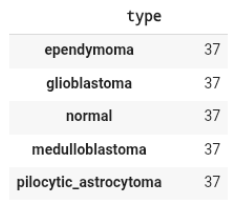 type
ependymoma 37
glioblastoma 37
normal 37
medulloblastoma 37
pilocytic_astrocytoma 37